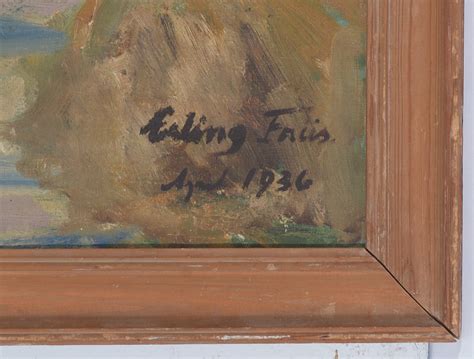 Erling Friis.
April 1936